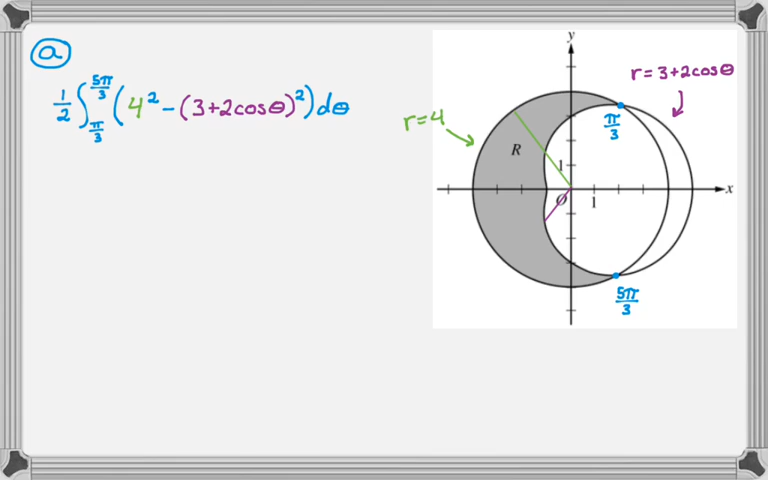 a
1/2 ∫_{π/3}^{5π/3} (4² - (3+2cosθ)²) dθ
y
r = 3+2cosθ
r=4
π/3
R
1
x
O
1
5π/3